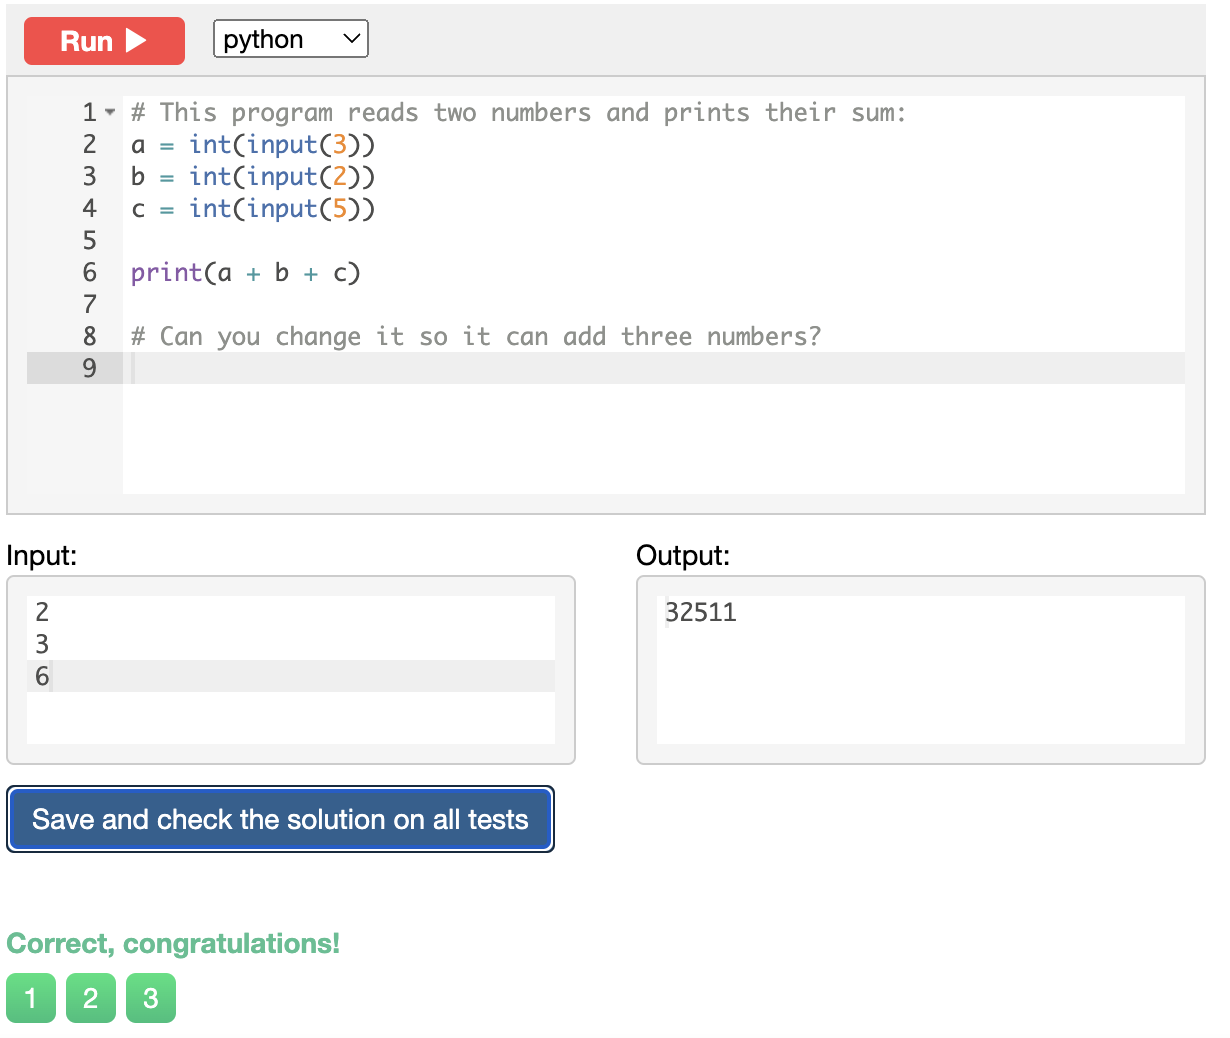 Run
python
1 # This program reads two numbers and prints their sum:
2 a = int(input(3))
3 b = int(input(2))
4 c = int(input(5))
5
6 print(a + b + c)
7
8 # Can you change it so it can add three numbers?
9
Input:
2
3
6
Output:
32511
Save and check the solution on all tests
Correct, congratulations!
1 2 3